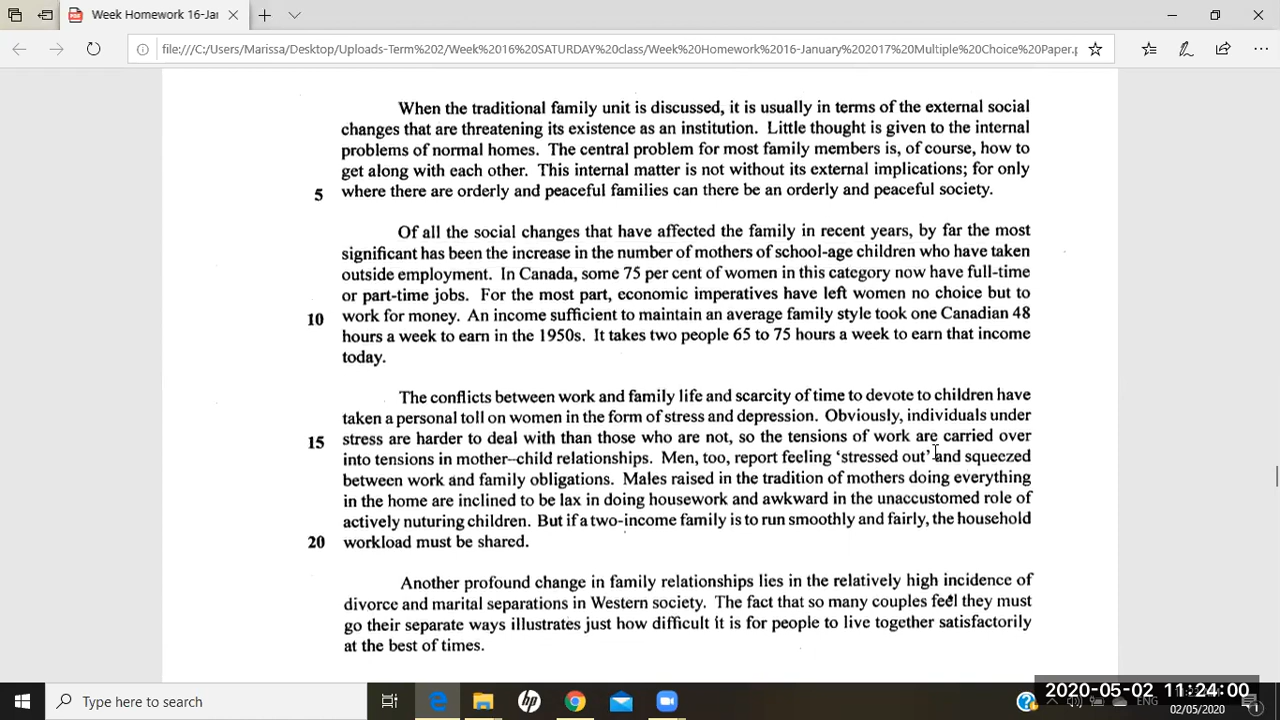 Week Homework 16-Jan
file:///C:/Users/Marissa/Desktop/Uploads-Term%202/Week%2016%20SATURDAY%20class/Week%20Homework%2016-January%202017%20Multiple%20Choice%20Paper.p
When the traditional family unit is discussed, it is usually in terms of the external social
changes that are threatening its existence as an institution. Little thought is given to the internal
problems of normal homes. The central problem for most family members is, of course, how to
get along with each other. This internal matter is not without its external implications; for only
5 where there are orderly and peaceful families can there be an orderly and peaceful society.
Of all the social changes that have affected the family in recent years, by far the most
significant has been the increase in the number of mothers of school-age children who have taken
outside employment. In Canada, some 75 per cent of women in this category now have full-time
or part-time jobs. For the most part, economic imperatives have left women no choice but to
10 work for money. An income sufficient to maintain an average family style took one Canadian 48
hours a week to earn in the 1950s. It takes two people 65 to 75 hours a week to earn that income
today.
The conflicts between work and family life and scarcity of time to devote to children have
taken a personal toll on women in the form of stress and depression. Obviously, individuals under
15 stress are harder to deal with than those who are not, so the tensions of work are carried over
into tensions in mother–child relationships. Men, too, report feeling ‘stressed out’ and squeezed
between work and family obligations. Males raised in the tradition of mothers doing everything
in the home are inclined to be lax in doing housework and awkward in the unaccustomed role of
actively nuturing children. But if a two-income family is to run smoothly and fairly, the household
20 workload must be shared.
Another profound change in family relationships lies in the relatively high incidence of
divorce and marital separations in Western society. The fact that so many couples feel they must
go their separate ways illustrates just how difficult it is for people to live together satisfactorily
at the best of times.
Type here to search
hp
ENG
2020-05-02 11:24:00
02/05/2020